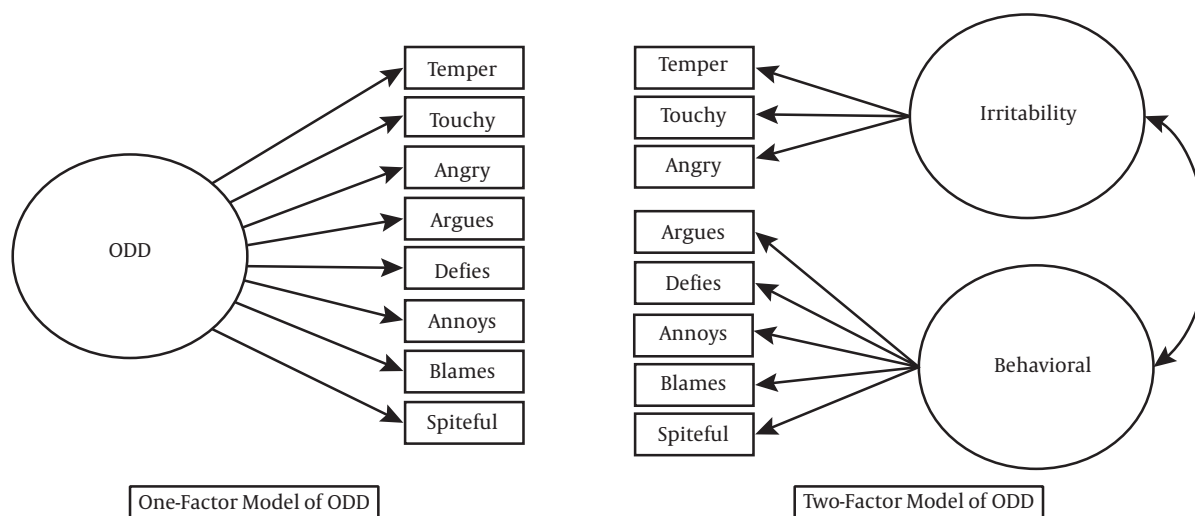 Temper
Touchy
Angry
Argues
Defies
Annoys
Blames
Spiteful
ODD
One-Factor Model of ODD
Temper
Touchy
Angry
Argues
Defies
Annoys
Blames
Spiteful
Irritability
Behavioral
Two-Factor Model of ODD